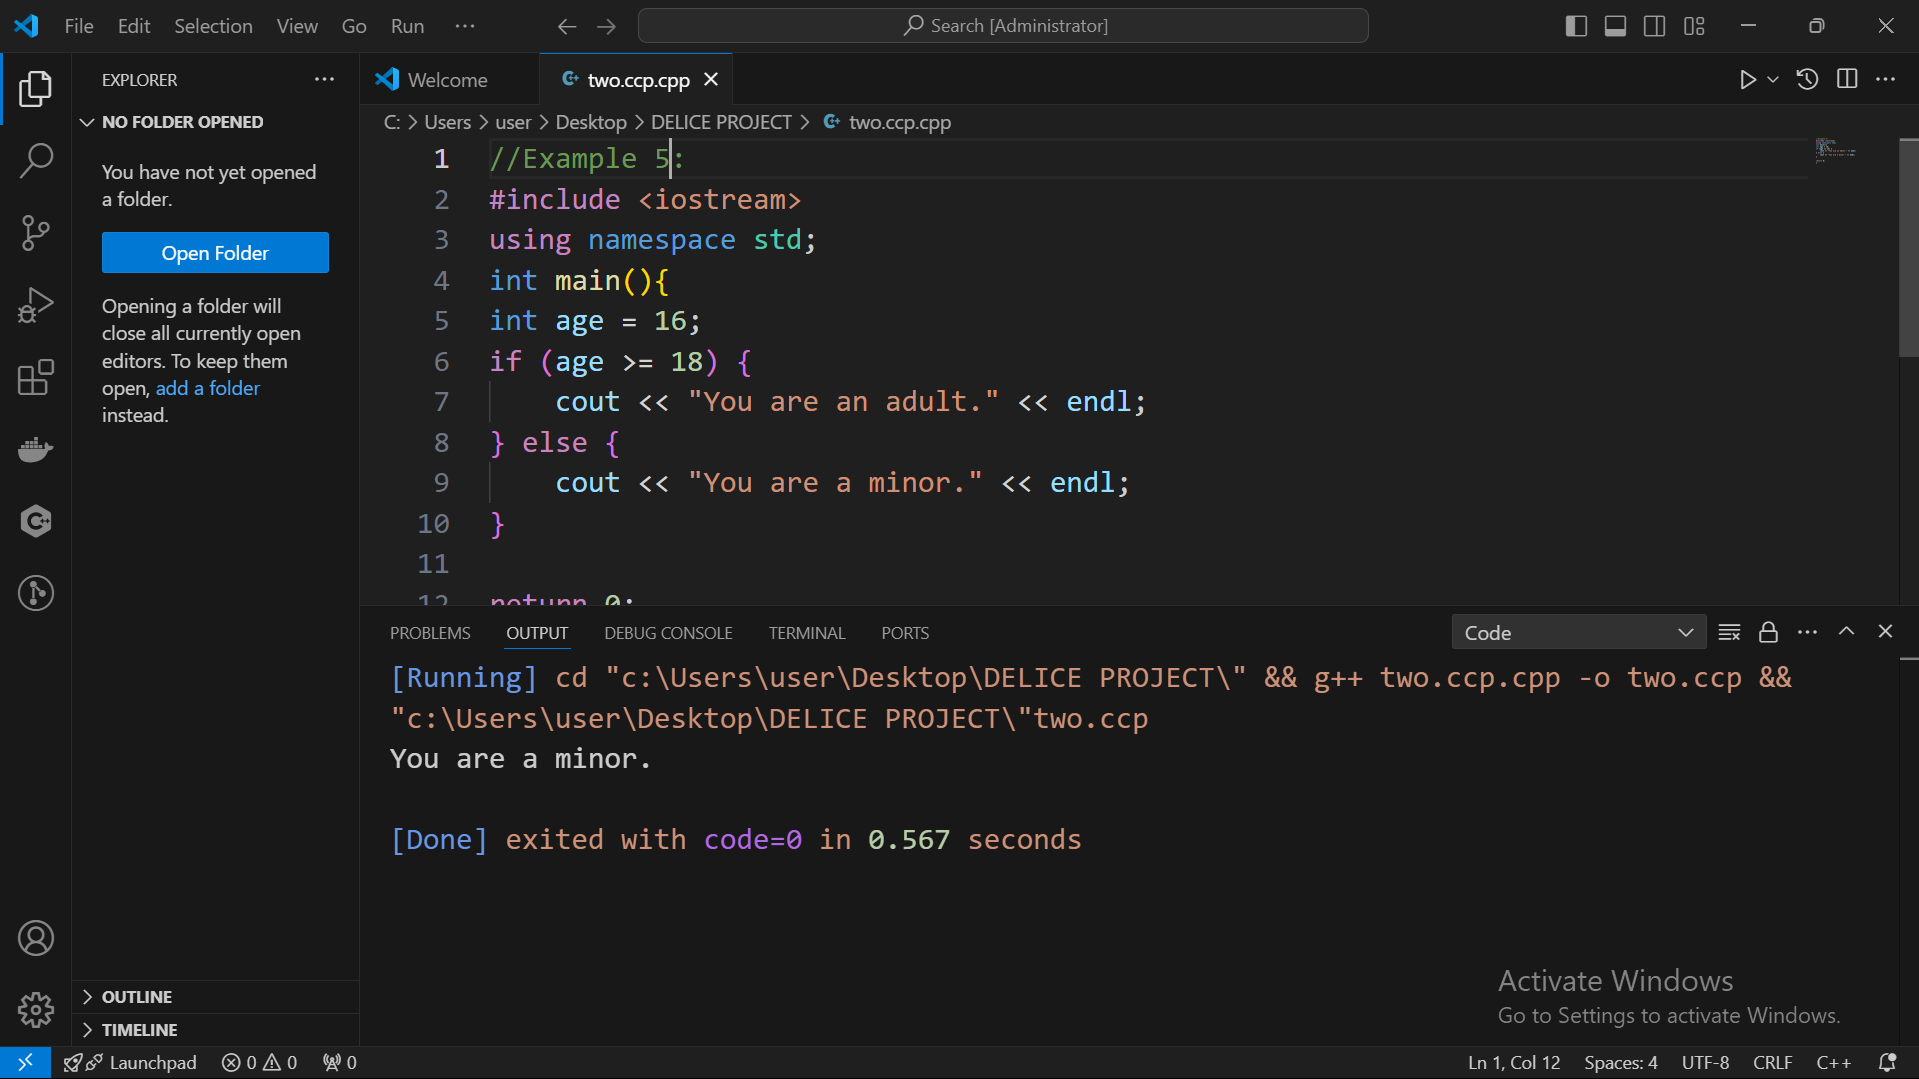 File Edit Selection View Go Run ··· Search [Administrator]
EXPLORER ···
NO FOLDER OPENED
You have not yet opened
a folder.
Open Folder
Opening a folder will
close all currently open
editors. To keep them
open, add a folder
instead.
OUTLINE
TIMELINE
Welcome two.ccp.cpp
C: > Users > user > Desktop > DELICE PROJECT > two.ccp.cpp
1 //Example 5:
2 #include <iostream>
3 using namespace std;
4 int main(){
5 int age = 16;
6 if (age >= 18) {
7 cout << "You are an adult." << endl;
8 } else {
9 cout << "You are a minor." << endl;
10 }
11
12 return 0;
PROBLEMS OUTPUT DEBUG CONSOLE TERMINAL PORTS Code
[Running] cd "c:\Users\user\Desktop\DELICE PROJECT\" && g++ two.ccp.cpp -o two.ccp &&
"c:\Users\user\Desktop\DELICE PROJECT\"two.ccp
You are a minor.
[Done] exited with code=0 in 0.567 seconds
Activate Windows
Go to Settings to activate Windows.
Launchpad 0 0 0 Ln 1, Col 12 Spaces: 4 UTF-8 CRLF C++